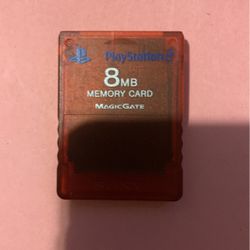 PlayStation 2
8MB
MEMORY CARD
MAGICGATE